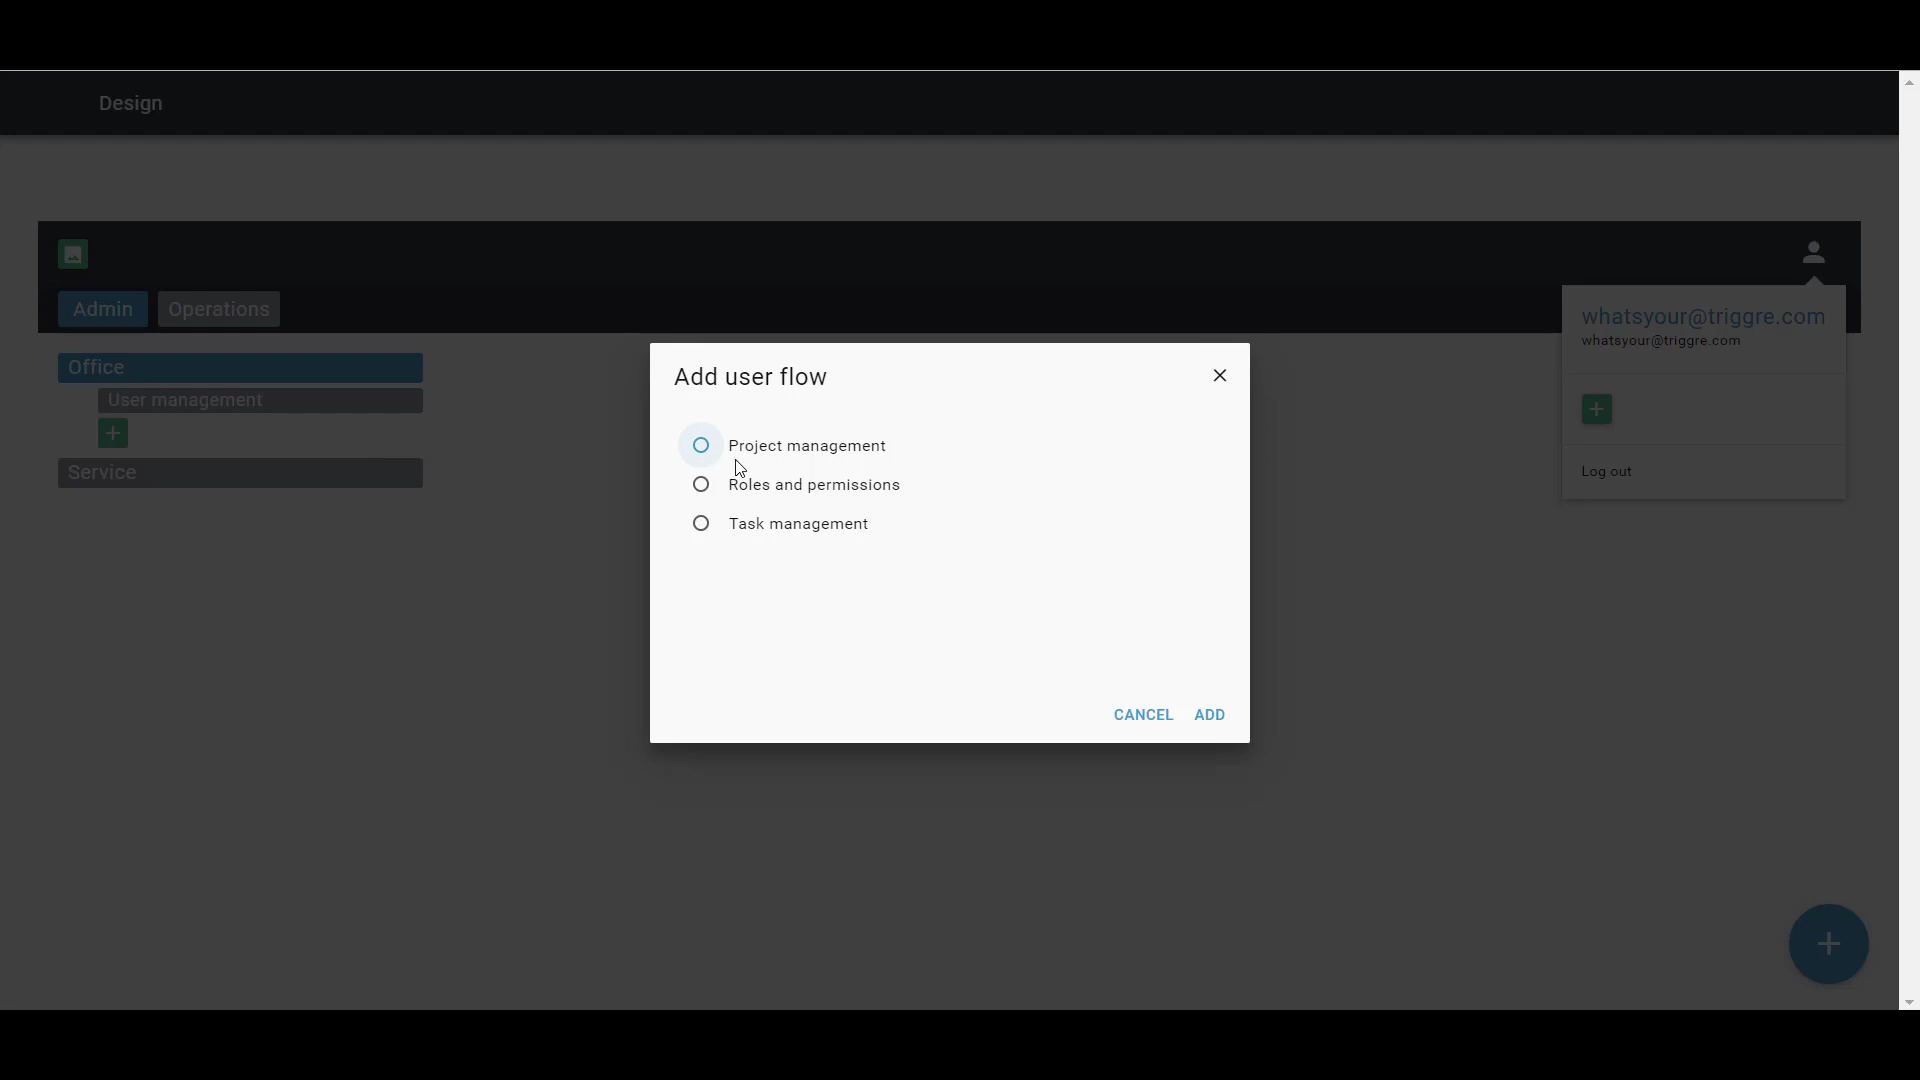 Design
Admin
Operations
whatsyour@triggre.com
whatsyour@triggre.com
Office
User management
Service
Log out
Add user flow
Project management
Roles and permissions
Task management
CANCEL
ADD